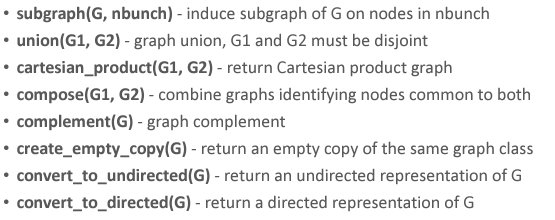 • subgraph(G, nbunch) - induce subgraph of G on nodes in nbunch
• union(G1, G2) - graph union, G1 and G2 must be disjoint
• cartesian_product(G1, G2) - return Cartesian product graph
• compose(G1, G2) - combine graphs identifying nodes common to both
• complement(G) - graph complement
• create_empty_copy(G) - return an empty copy of the same graph class
• convert_to_undirected(G) - return an undirected representation of G
• convert_to_directed(G) - return a directed representation of G